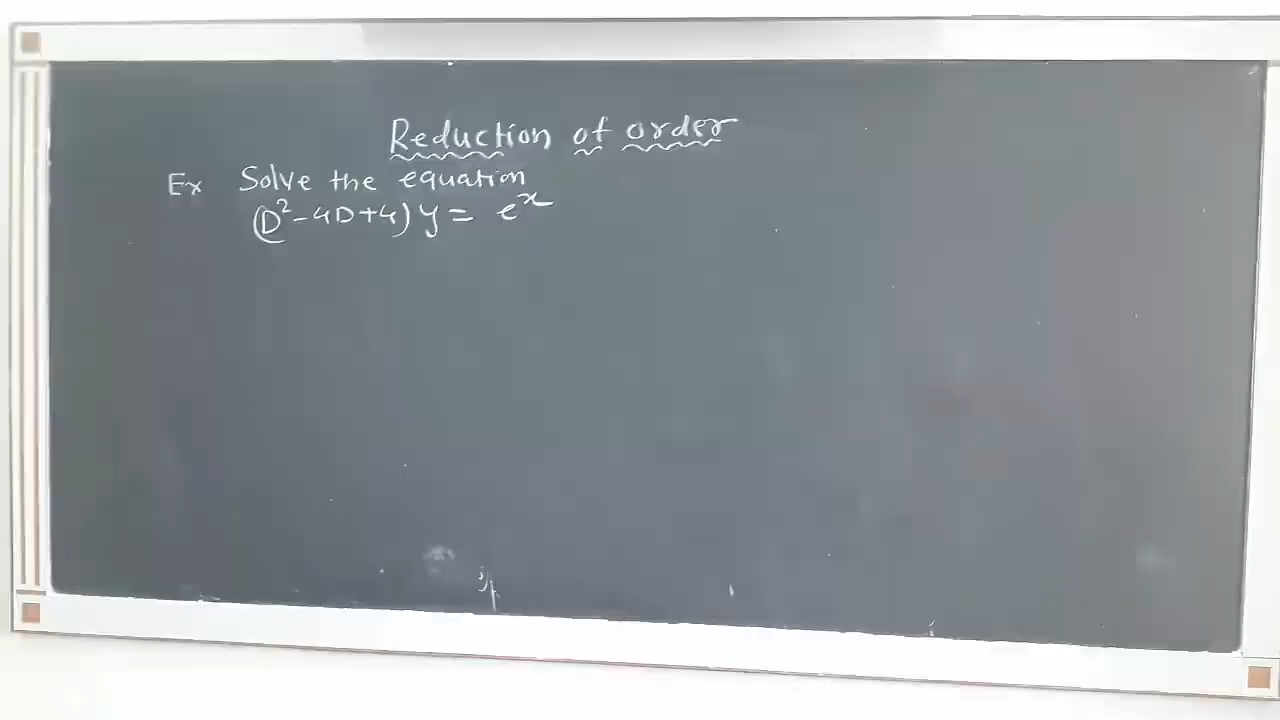 Reduction of order
Ex Solve the equation
(D²-4D+4) y = eˣ